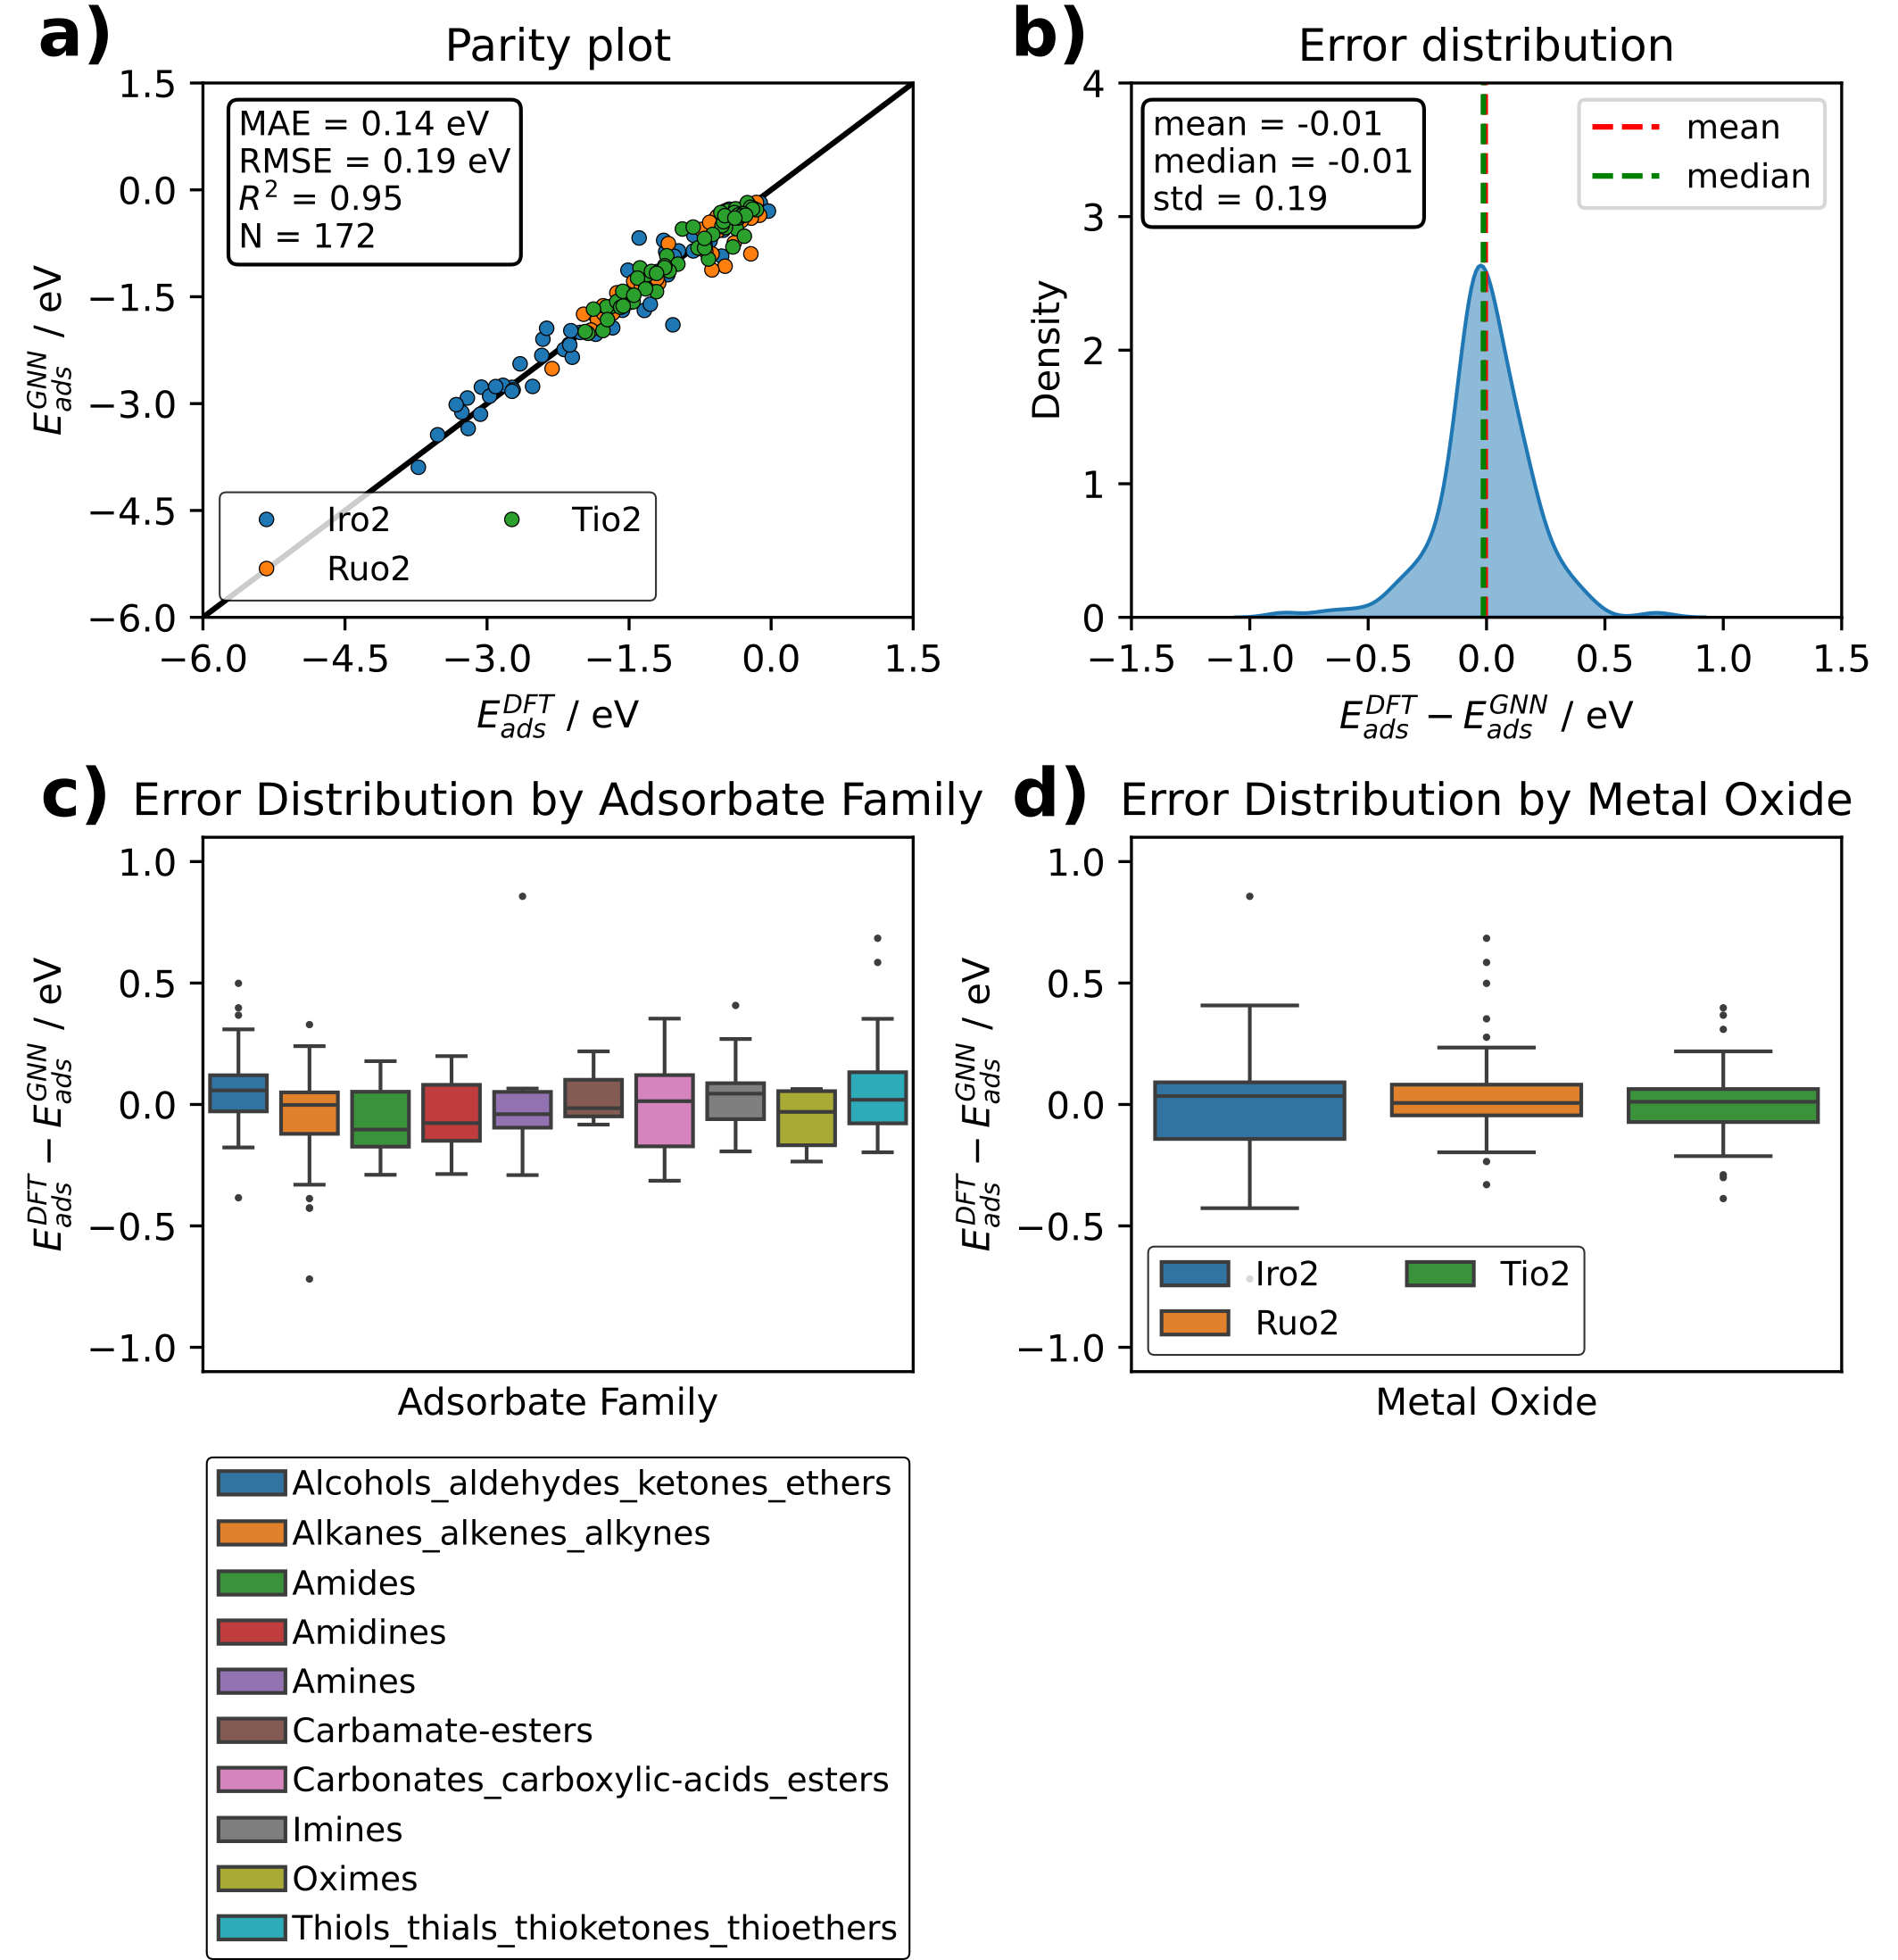 a)
Parity plot
MAE = 0.14 eV
RMSE = 0.19 eV
R² = 0.95
N = 172
1.5
0.0
−1.5
−3.0
−4.5
−6.0
E_ads^GNN / eV
Iro2
Tio2
Ruo2
−6.0 −4.5 −3.0 −1.5 0.0 1.5
E_ads^DFT / eV
b)
Error distribution
mean = -0.01
median = -0.01
std = 0.19
mean
median
4
3
2
1
0
Density
−1.5 −1.0 −0.5 0.0 0.5 1.0 1.5
E_ads^DFT − E_ads^GNN / eV
c)
Error Distribution by Adsorbate Family
1.0
0.5
0.0
−0.5
−1.0
E_ads^DFT − E_ads^GNN / eV
Adsorbate Family
Alcohols_aldehydes_ketones_ethers
Alkanes_alkenes_alkynes
Amides
Amidines
Amines
Carbamate-esters
Carbonates_carboxylic-acids_esters
Imines
Oximes
Thiols_thials_thioketones_thioethers
d)
Error Distribution by Metal Oxide
1.0
0.5
0.0
−0.5
−1.0
E_ads^DFT − E_ads^GNN / eV
Iro2
Tio2
Ruo2
Metal Oxide